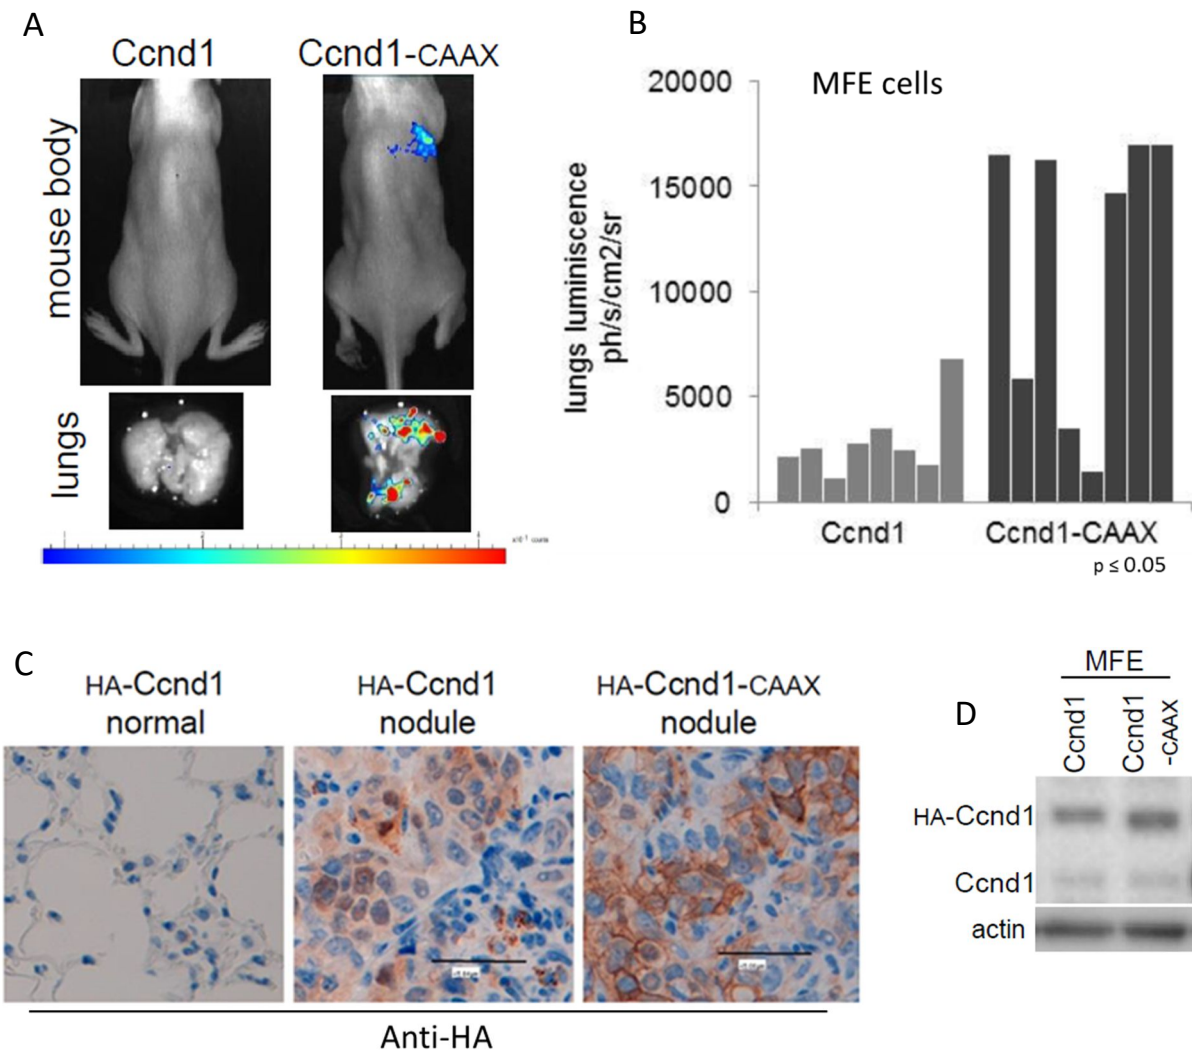 A
Ccnd1
Ccnd1-CAAX
mouse body
lungs
B
MFE cells
lungs luminiscence
ph/s/cm2/sr
20000
15000
10000
5000
0
Ccnd1
Ccnd1-CAAX
p ≤ 0.05
C
HA-Ccnd1
normal
HA-Ccnd1
nodule
HA-Ccnd1-CAAX
nodule
Anti-HA
D
MFE
Ccnd1
Ccnd1
-CAAX
HA-Ccnd1
Ccnd1
actin